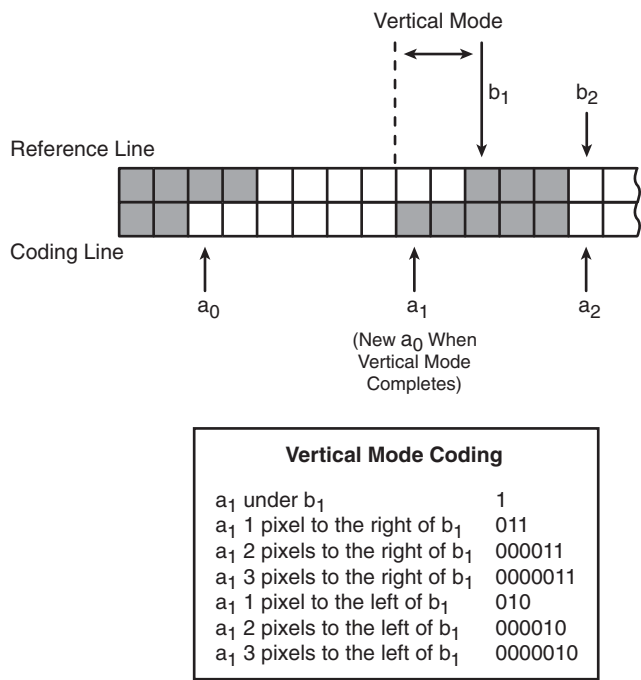 Vertical Mode
b1
b2
Reference Line
Coding Line
a0
a1
a2
(New a0 When
Vertical Mode
Completes)
Vertical Mode Coding
a1 under b1 1
a1 1 pixel to the right of b1 011
a1 2 pixels to the right of b1 000011
a1 3 pixels to the right of b1 0000011
a1 1 pixel to the left of b1 010
a1 2 pixels to the left of b1 000010
a1 3 pixels to the left of b1 0000010